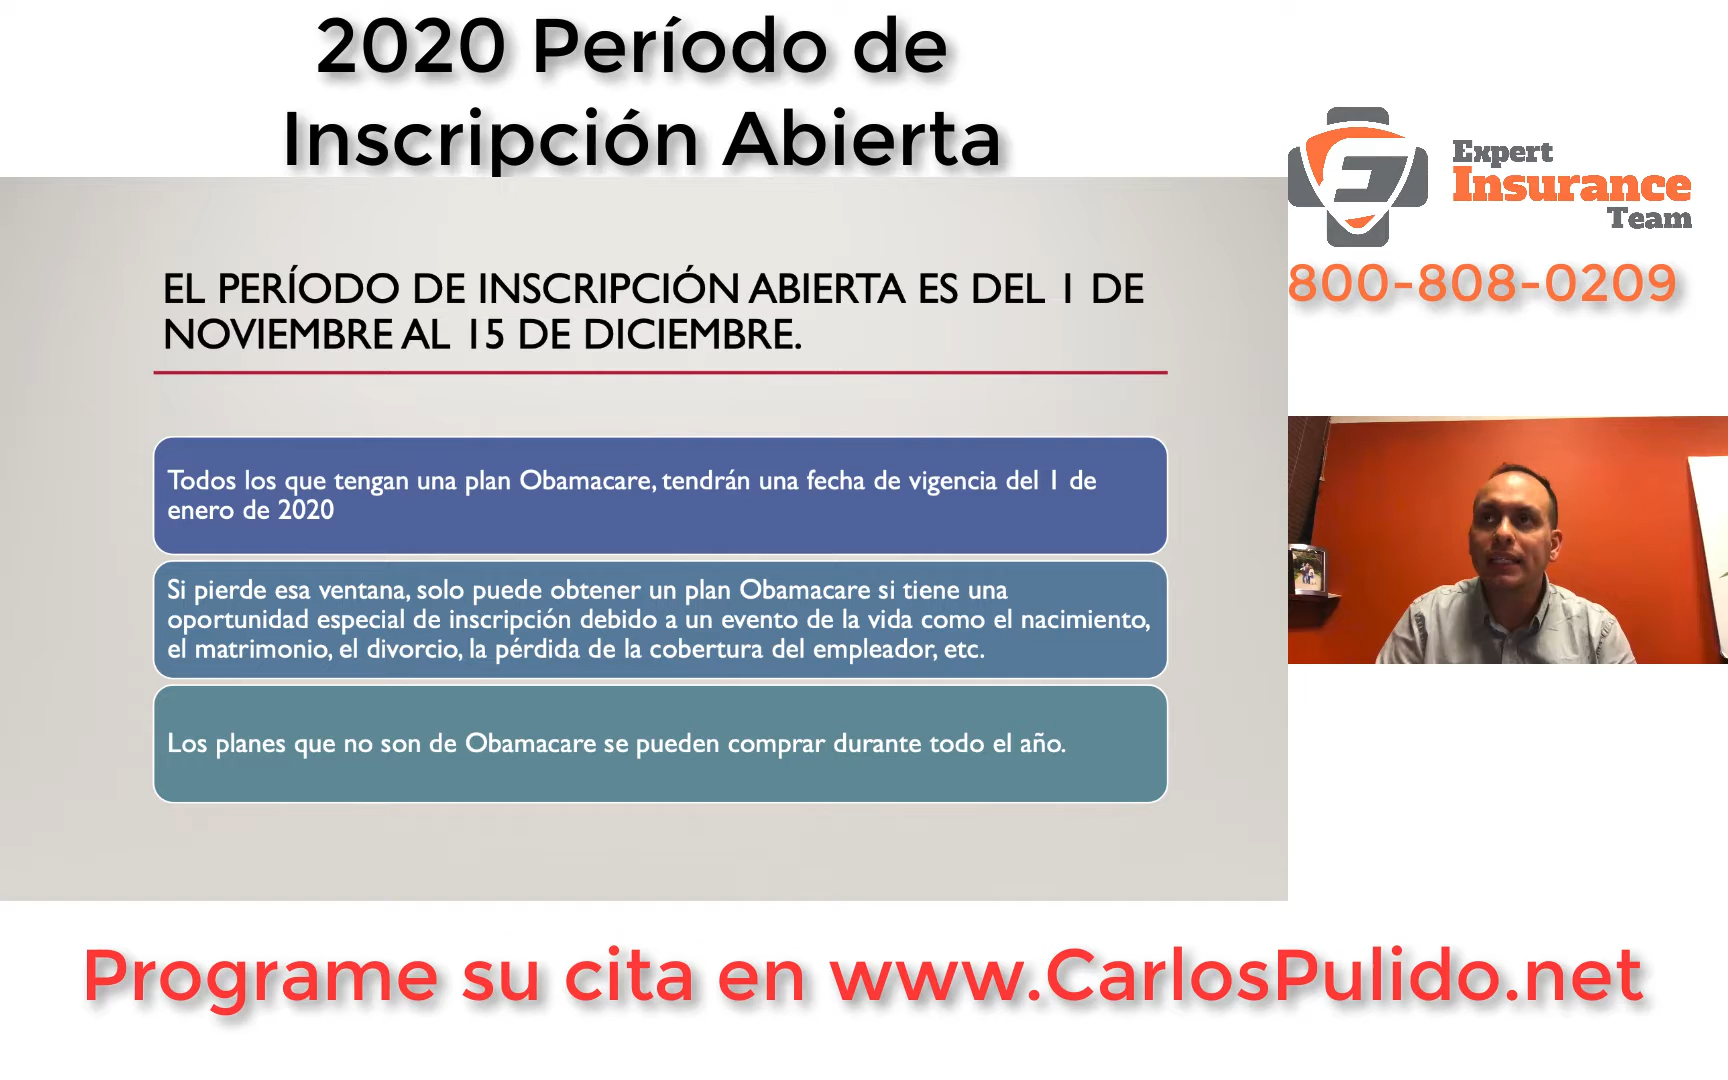 2020 Período de
Inscripción Abierta
Expert
Insurance
Team
800-808-0209
EL PERÍODO DE INSCRIPCIÓN ABIERTA ES DEL 1 DE
NOVIEMBRE AL 15 DE DICIEMBRE.
Todos los que tengan una plan Obamacare, tendrán una fecha de vigencia del 1 de
enero de 2020
Si pierde esa ventana, solo puede obtener un plan Obamacare si tiene una
oportunidad especial de inscripción debido a un evento de la vida como el nacimiento,
el matrimonio, el divorcio, la pérdida de la cobertura del empleador, etc.
Los planes que no son de Obamacare se pueden comprar durante todo el año.
Programe su cita en www.CarlosPulido.net